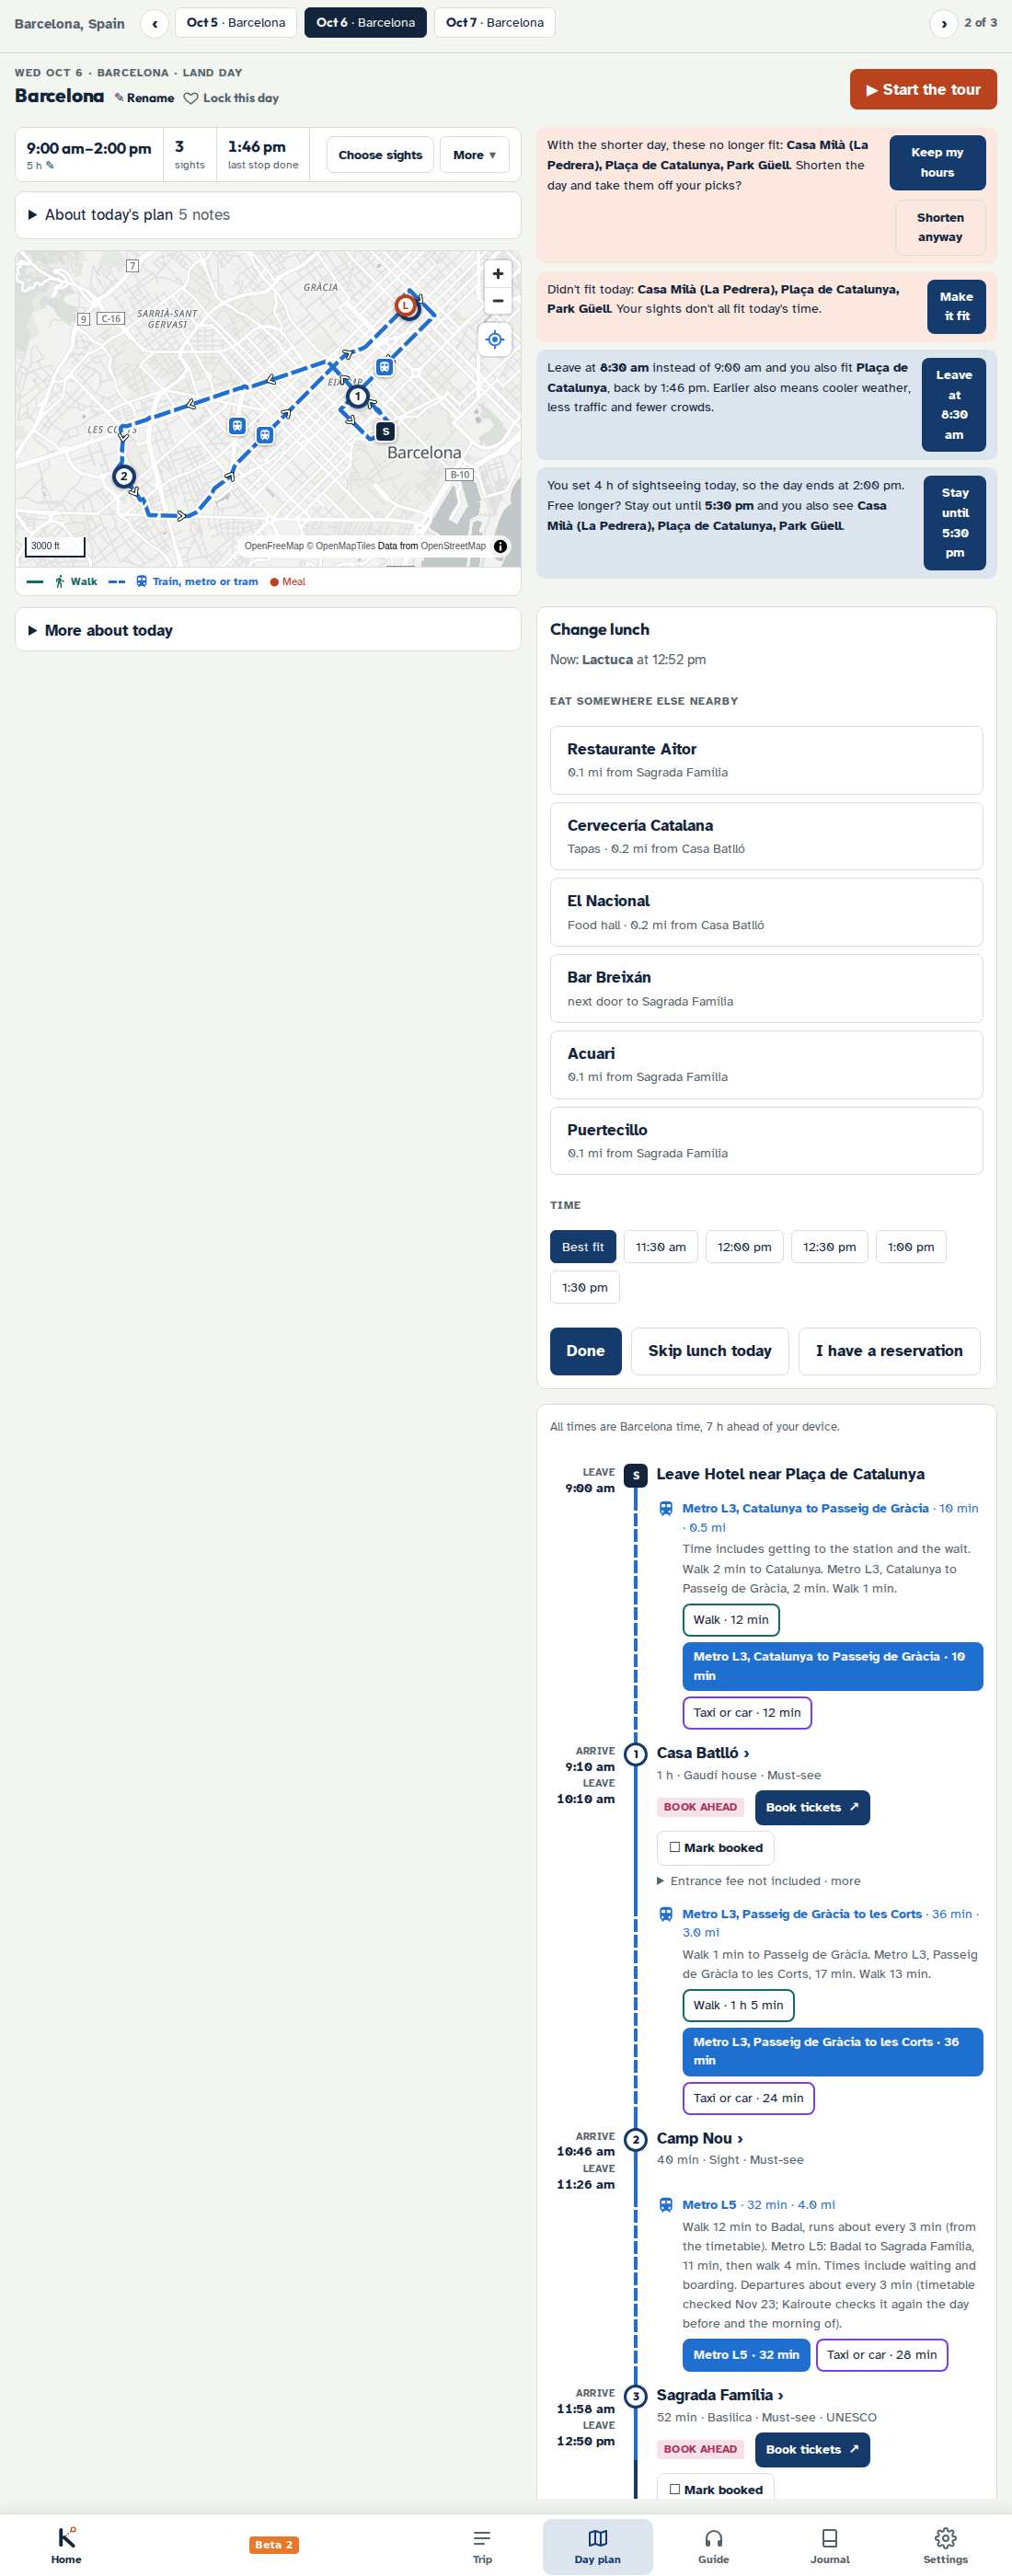 Barcelona, Spain
‹
Oct 5 · Barcelona
Oct 6 · Barcelona
Oct 7 · Barcelona
›
2 of 3
WED OCT 6 · BARCELONA · LAND DAY
Barcelona
✎ Rename
Lock this day
▶ Start the tour
9:00 am–2:00 pm
5 h ✎
3
sights
1:46 pm
last stop done
Choose sights
More ▾
▶ About today's plan 5 notes
7
GRÀCIA
9
C-16
SARRIÀ-SANT
GERVASI
L
1
S
2
Barcelona
B-10
+
−
3000 ft
OpenFreeMap © OpenMapTiles Data from OpenStreetMap
Walk
Train, metro or tram
Meal
▶ More about today
With the shorter day, these no longer fit: Casa Milà (La
Pedrera), Plaça de Catalunya, Park Güell. Shorten the
day and take them off your picks?
Keep my
hours
Shorten
anyway
Didn't fit today: Casa Milà (La Pedrera), Plaça de Catalunya,
Park Güell. Your sights don't all fit today's time.
Make
it fit
Leave at 8:30 am instead of 9:00 am and you also fit Plaça de
Catalunya, back by 1:46 pm. Earlier also means cooler weather,
less traffic and fewer crowds.
Leave
at
8:30
am
You set 4 h of sightseeing today, so the day ends at 2:00 pm.
Free longer? Stay out until 5:30 pm and you also see Casa
Milà (La Pedrera), Plaça de Catalunya, Park Güell.
Stay
until
5:30
pm
Change lunch
Now: Lactuca at 12:52 pm
EAT SOMEWHERE ELSE NEARBY
Restaurante Aitor
0.1 mi from Sagrada Família
Cervecería Catalana
Tapas · 0.2 mi from Casa Batlló
El Nacional
Food hall · 0.2 mi from Casa Batlló
Bar Breixán
next door to Sagrada Família
Acuari
0.1 mi from Sagrada Família
Puertecillo
0.1 mi from Sagrada Família
TIME
Best fit
11:30 am
12:00 pm
12:30 pm
1:00 pm
1:30 pm
Done
Skip lunch today
I have a reservation
All times are Barcelona time, 7 h ahead of your device.
LEAVE
9:00 am
S
Leave Hotel near Plaça de Catalunya
Metro L3, Catalunya to Passeig de Gràcia · 10 min
· 0.5 mi
Time includes getting to the station and the wait.
Walk 2 min to Catalunya. Metro L3, Catalunya to
Passeig de Gràcia, 2 min. Walk 1 min.
Walk · 12 min
Metro L3, Catalunya to Passeig de Gràcia · 10
min
Taxi or car · 12 min
ARRIVE
9:10 am
LEAVE
10:10 am
1
Casa Batlló ›
1 h · Gaudí house · Must-see
BOOK AHEAD
Book tickets ↗
☐ Mark booked
▶ Entrance fee not included · more
Metro L3, Passeig de Gràcia to les Corts · 36 min ·
3.0 mi
Walk 1 min to Passeig de Gràcia. Metro L3, Passeig
de Gràcia to les Corts, 17 min. Walk 13 min.
Walk · 1 h 5 min
Metro L3, Passeig de Gràcia to les Corts · 36
min
Taxi or car · 24 min
ARRIVE
10:46 am
LEAVE
11:26 am
2
Camp Nou ›
40 min · Sight · Must-see
Metro L5 · 32 min · 4.0 mi
Walk 12 min to Badal, runs about every 3 min (from
the timetable). Metro L5: Badal to Sagrada Família,
11 min, then walk 4 min. Times include waiting and
boarding. Departures about every 3 min (timetable
checked Nov 23; Kairoute checks it again the day
before and the morning of).
Metro L5 · 32 min
Taxi or car · 28 min
ARRIVE
11:58 am
LEAVE
12:50 pm
3
Sagrada Família ›
52 min · Basilica · Must-see · UNESCO
BOOK AHEAD
Book tickets ↗
☐ Mark booked
Home
Beta 2
Trip
Day plan
Guide
Journal
Settings